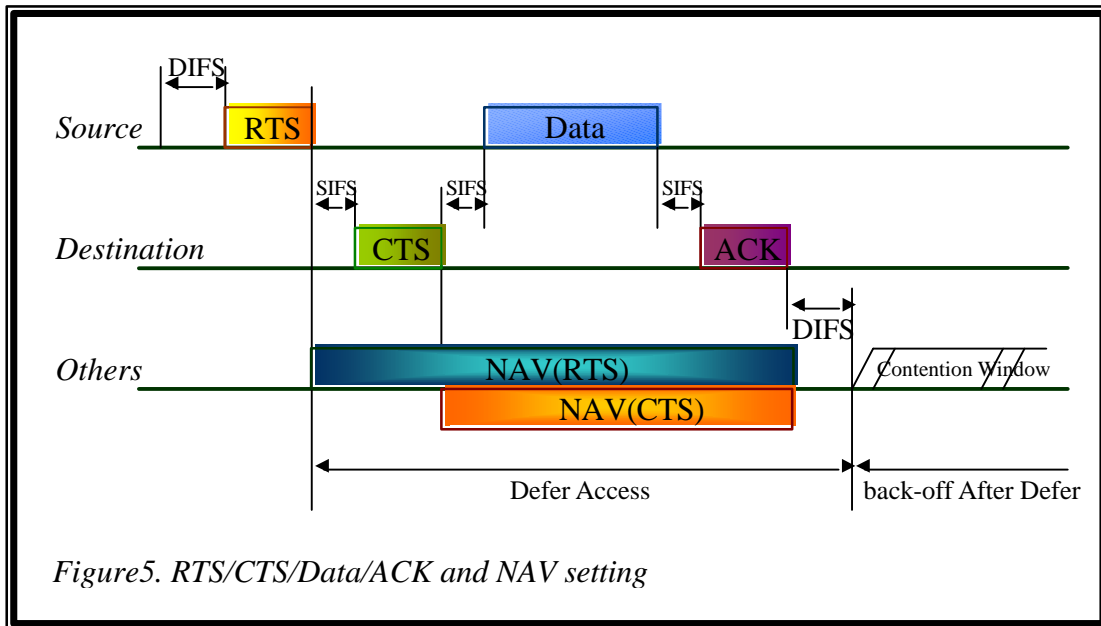 DIFS
Source
RTS
Data
SIFS
SIFS
SIFS
Destination
CTS
ACK
DIFS
Others
NAV(RTS)
Contention Window
NAV(CTS)
Defer Access
back-off After Defer
Figure5. RTS/CTS/Data/ACK and NAV setting